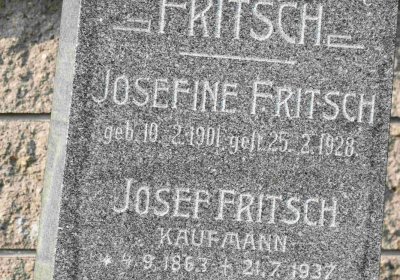 FRITSCH
JOSEFINE FRITSCH
geb. 10. 2. 1901, gest. 25. 2. 1928.
JOSEF FRITSCH
KAUFMANN
* 4. 9. 1863 + 21. 7. 1937